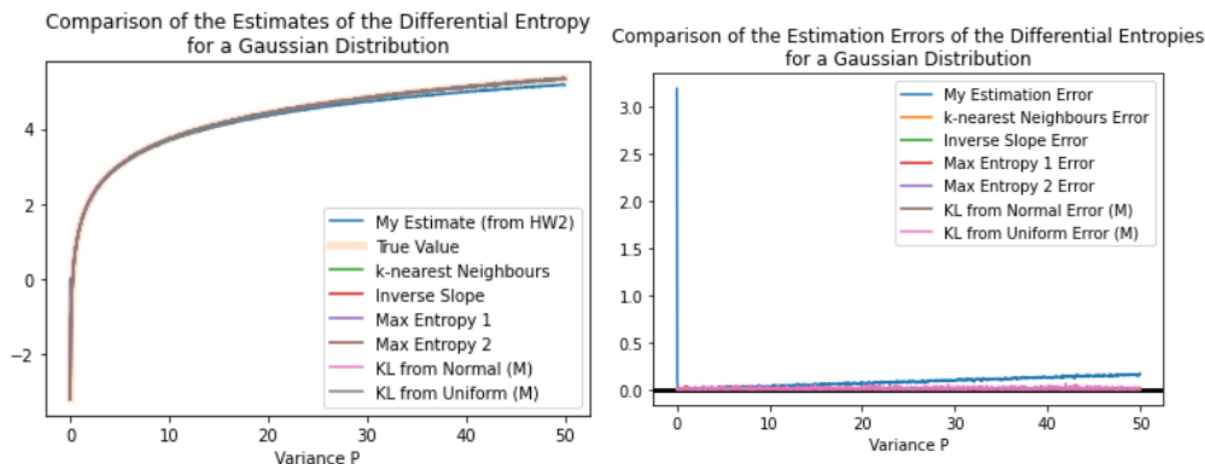 Comparison of the Estimates of the Differential Entropy
for a Gaussian Distribution
4
2
0
−2
My Estimate (from HW2)
True Value
k-nearest Neighbours
Inverse Slope
Max Entropy 1
Max Entropy 2
KL from Normal (M)
KL from Uniform (M)
0 10 20 30 40 50
Variance P
Comparison of the Estimation Errors of the Differential Entropies
for a Gaussian Distribution
3.0
2.5
2.0
1.5
1.0
0.5
0.0
My Estimation Error
k-nearest Neighbours Error
Inverse Slope Error
Max Entropy 1 Error
Max Entropy 2 Error
KL from Normal Error (M)
KL from Uniform Error (M)
0 10 20 30 40 50
Variance P